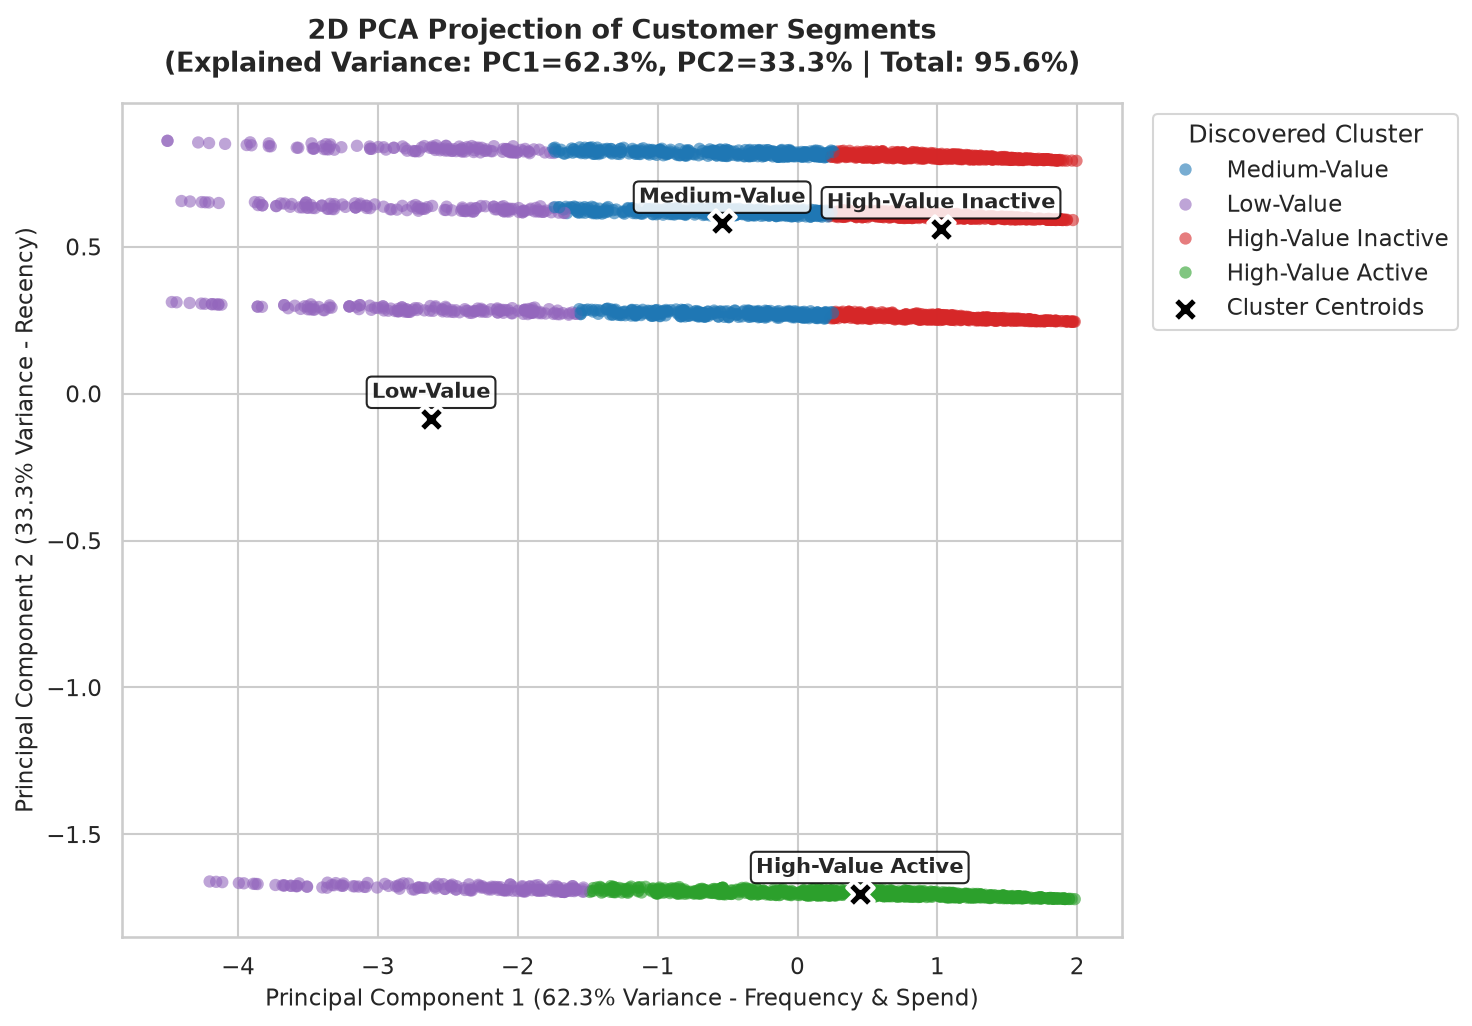 2D PCA Projection of Customer Segments
(Explained Variance: PC1=62.3%, PC2=33.3% | Total: 95.6%)
Principal Component 2 (33.3% Variance - Recency)
0.5
0.0
−0.5
−1.0
−1.5
Medium-Value
High-Value Inactive
Low-Value
High-Value Active
−4
−3
−2
−1
0
1
2
Principal Component 1 (62.3% Variance - Frequency & Spend)
Discovered Cluster
Medium-Value
Low-Value
High-Value Inactive
High-Value Active
Cluster Centroids